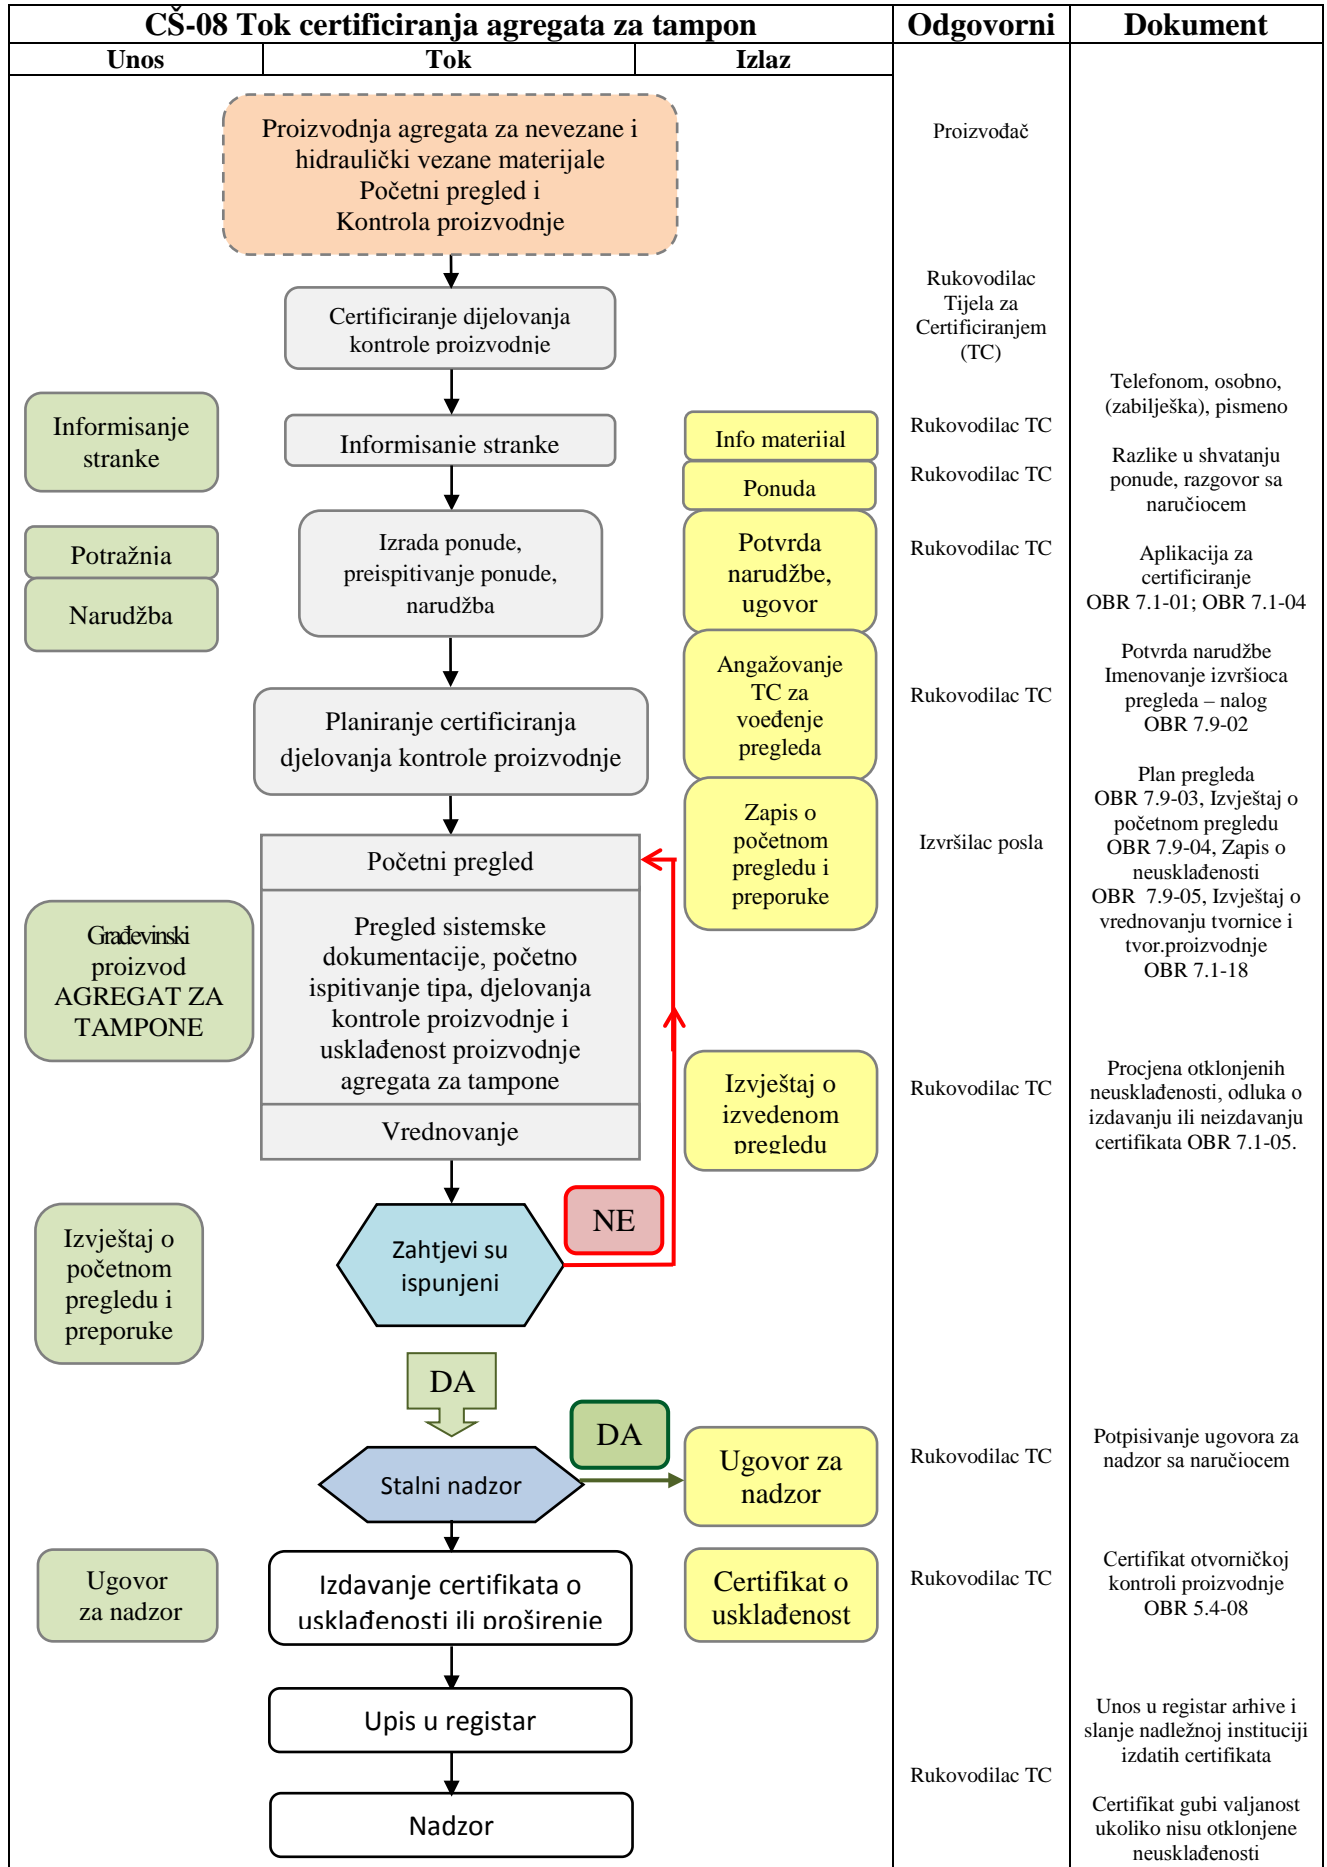 CŠ-08 Tok certificiranja agregata za tampon
Odgovorni
Dokument
Unos
Tok
Izlaz
Proizvodnja agregata za nevezane i
hidraulički vezane materijale
Početni pregled i
Kontrola proizvodnje
Proizvođač
Certificiranje dijelovanja
kontrole proizvodnje
Rukovodilac
Tijela za
Certificiranjem
(TC)
Informisanje
stranke
Informisanje stranke
Info materijal
Ponuda
Rukovodilac TC
Rukovodilac TC
Telefonom, osobno,
(zabilješka), pismeno
Razlike u shvatanju
ponude, razgovor sa
naručiocem
Potražnja
Narudžba
Izrada ponude,
preispitivanje ponude,
narudžba
Potvrda
narudžbe,
ugovor
Rukovodilac TC
Aplikacija za
certificiranje
OBR 7.1-01; OBR 7.1-04
Planiranje certificiranja
djelovanja kontrole proizvodnje
Angažovanje
TC za
voeđenje
pregleda
Rukovodilac TC
Potvrda narudžbe
Imenovanje izvršioca
pregleda – nalog
OBR 7.9-02
Početni pregled
Zapis o
početnom
pregledu i
preporuke
Izvršilac posla
Plan pregleda
OBR 7.9-03, Izvještaj o
početnom pregledu
OBR 7.9-04, Zapis o
neusklađenosti
OBR 7.9-05, Izvještaj o
vrednovanju tvornice i
tvor.proizvodnje
OBR 7.1-18
Građevinski
proizvod
AGREGAT ZA
TAMPONE
Pregled sistemske
dokumentacije, početno
ispitivanje tipa, djelovanja
kontrole proizvodnje i
usklađenost proizvodnje
agregata za tampone
Vrednovanje
Izvještaj o
izvedenom
pregledu
Rukovodilac TC
Procjena otklonjenih
neusklađenosti, odluka o
izdavanju ili neizdavanju
certifikata OBR 7.1-05.
Izvještaj o
početnom
pregledu i
preporuke
Zahtjevi su
ispunjeni
NE
DA
DA
Stalni nadzor
Ugovor za
nadzor
Rukovodilac TC
Potpisivanje ugovora za
nadzor sa naručiocem
Ugovor
za nadzor
Izdavanje certifikata o
usklađenosti ili proširenje
Certifikat o
usklađenost
Rukovodilac TC
Certifikat otvorničkoj
kontroli proizvodnje
OBR 5.4-08
Upis u registar
Unos u registar arhive i
slanje nadležnoj instituciji
izdatih certifikata
Nadzor
Rukovodilac TC
Certifikat gubi valjanost
ukoliko nisu otklonjene
neusklađenosti